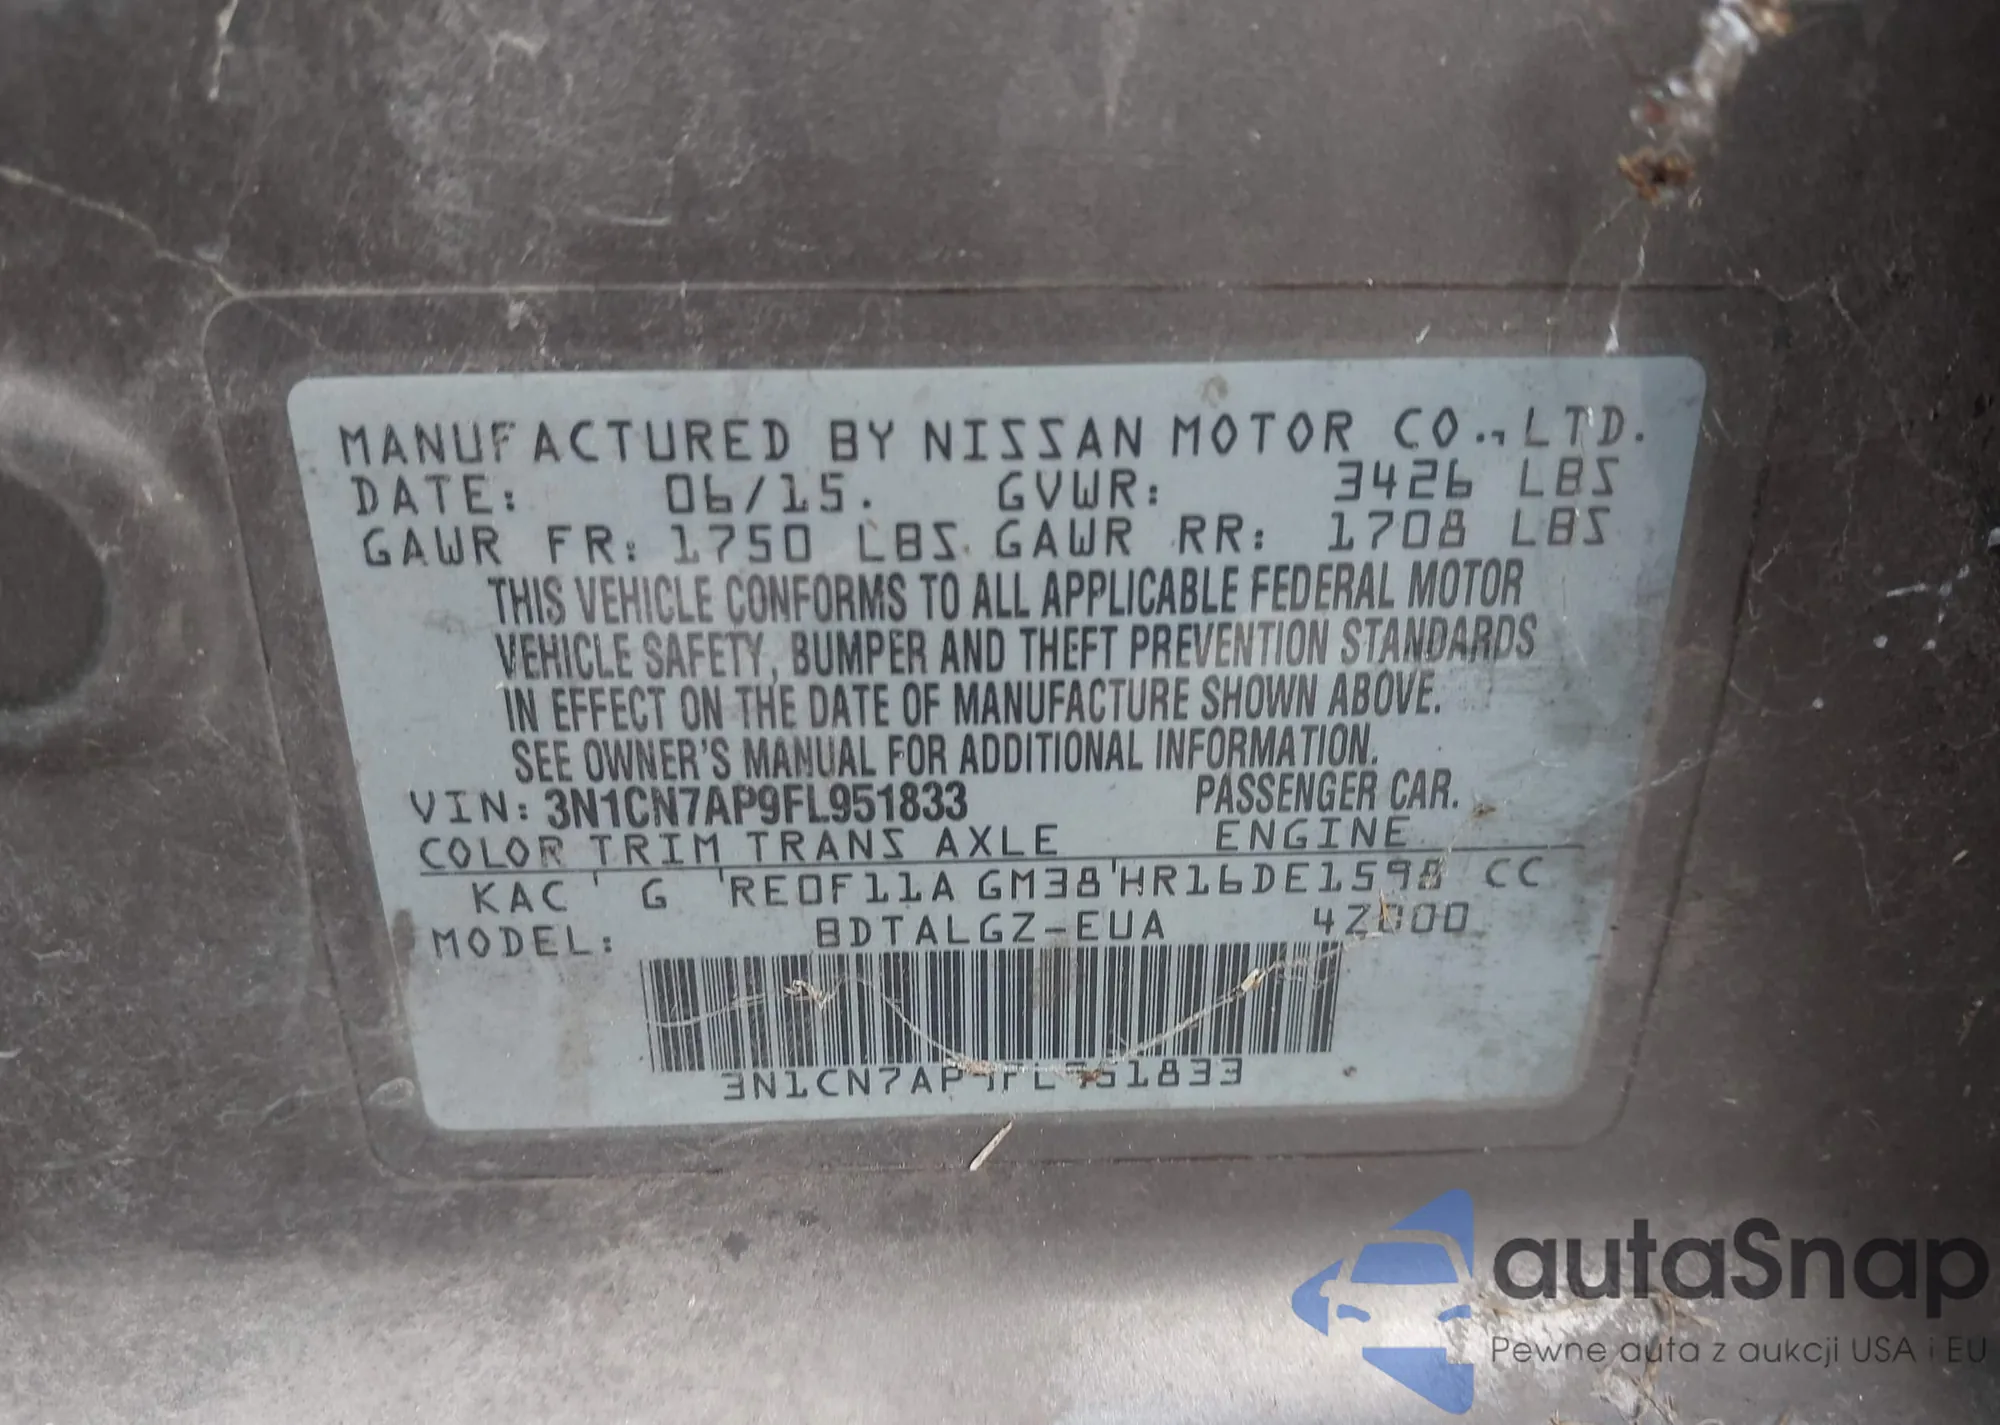 MANUFACTURED BY NISSAN MOTOR CO., LTD.
DATE: 06/15. GVWR: 3426 LBS
GAWR FR: 1750 LBS. GAWR RR: 1708 LBS
THIS VEHICLE CONFORMS TO ALL APPLICABLE FEDERAL MOTOR
VEHICLE SAFETY, BUMPER AND THEFT PREVENTION STANDARDS
IN EFFECT ON THE DATE OF MANUFACTURE SHOWN ABOVE.
SEE OWNER'S MANUAL FOR ADDITIONAL INFORMATION.
VIN: 3N1CN7AP9FL951833 PASSENGER CAR.
COLOR TRIM TRANS AXLE ENGINE
KAC ' G 'RE0F11A GM38'HR16DE1598 CC
MODEL: BDTALGZ-EUA 4Z000
3N1CN7AP9FL951833
autaSnap
Pewne auta z aukcji USA i EU